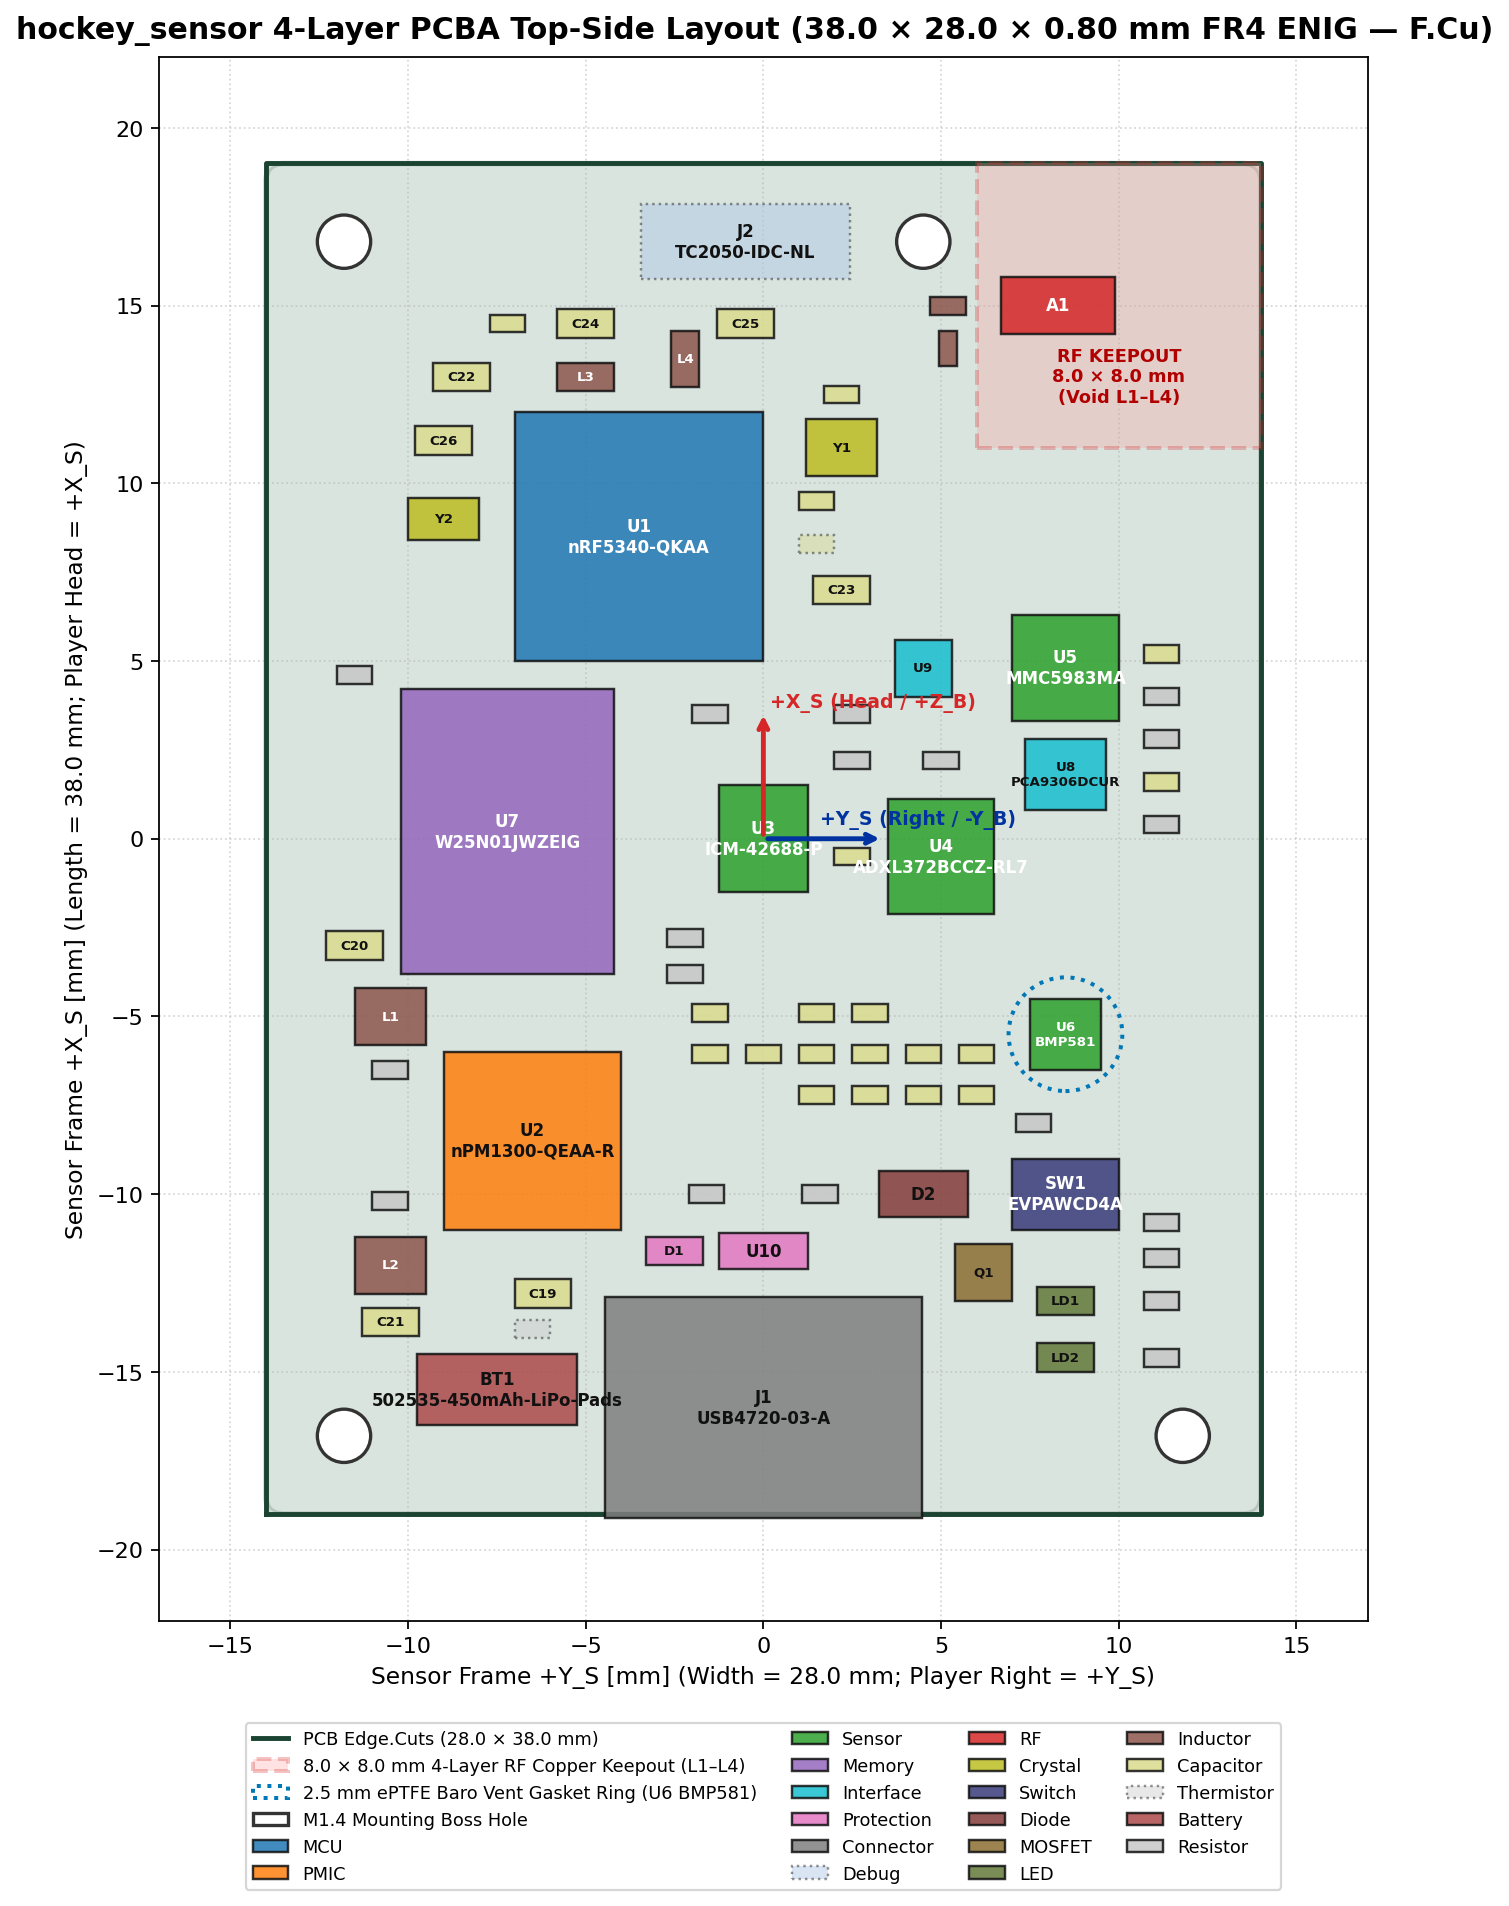 hockey_sensor 4-Layer PCBA Top-Side Layout (38.0 × 28.0 × 0.80 mm FR4 ENIG — F.Cu)
Sensor Frame +X_S [mm] (Length = 38.0 mm; Player Head = +X_S)
20
15
10
5
0
−5
−10
−15
−20
J2
TC2050-IDC-NL
A1
RF KEEPOUT
8.0 × 8.0 mm
(Void L1–L4)
C24
C25
L4
C22
L3
C26
Y1
Y2
U1
nRF5340-QKAA
C23
U9
U5
MMC5983MA
+X_S (Head / +Z_B)
U8
PCA9306DCUR
U7
W25N01JWZEIG
U3
ICM-42688-P
+Y_S (Right / -Y_B)
U4
ADXL372BCCZ-RL7
C20
L1
U6
BMP581
U2
nPM1300-QEAA-R
D2
SW1
EVPAWCD4A
D1
U10
L2
Q1
C19
LD1
C21
LD2
BT1
502535-450mAh-LiPo-Pads
J1
USB4720-03-A
−15
−10
−5
0
5
10
15
Sensor Frame +Y_S [mm] (Width = 28.0 mm; Player Right = +Y_S)
PCB Edge.Cuts (28.0 × 38.0 mm)
8.0 × 8.0 mm 4-Layer RF Copper Keepout (L1–L4)
2.5 mm ePTFE Baro Vent Gasket Ring (U6 BMP581)
M1.4 Mounting Boss Hole
MCU
PMIC
Sensor
Memory
Interface
Protection
Connector
Debug
RF
Crystal
Switch
Diode
MOSFET
LED
Inductor
Capacitor
Thermistor
Battery
Resistor